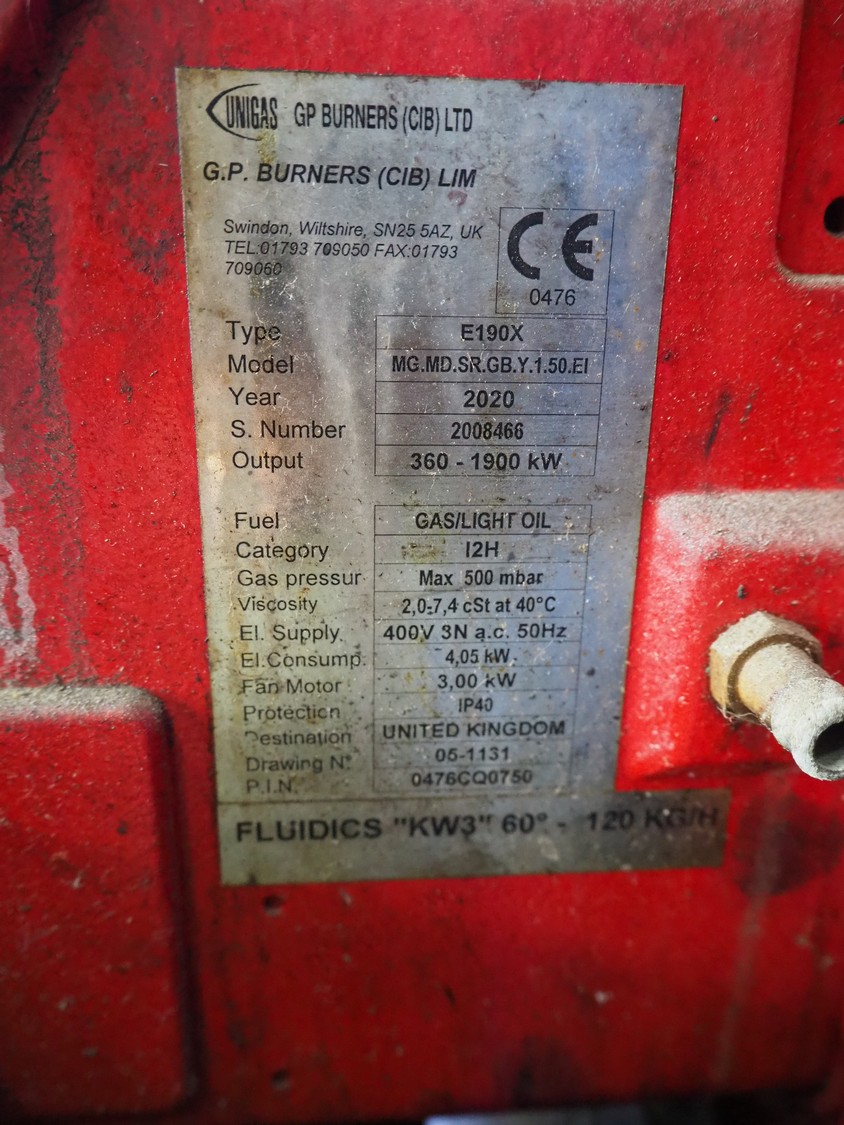 UNIGAS GP BURNERS (CIB) LTD
G.P. BURNERS (CIB) LIM
Swindon, Wiltshire, SN25 5AZ, UK
TEL:01793 709050 FAX:01793
709060
CE
0476
Type E190X
Model MG.MD.SR.GB.Y.1.50.EI
Year 2020
S. Number 2008466
Output 360 - 1900 kW
Fuel GAS/LIGHT OIL
Category I2H
Gas pressur Max 500 mbar
Viscosity 2,0-7,4 cSt at 40°C
El. Supply. 400V 3N a.c. 50Hz
El.Consump. 4,05 kW
Fan Motor 3,00 kW
Protection IP40
Destination UNITED KINGDOM
Drawing N° 05-1131
P.I.N. 0476CQ0750
FLUIDICS "KW3" 60° - 120 KG/H